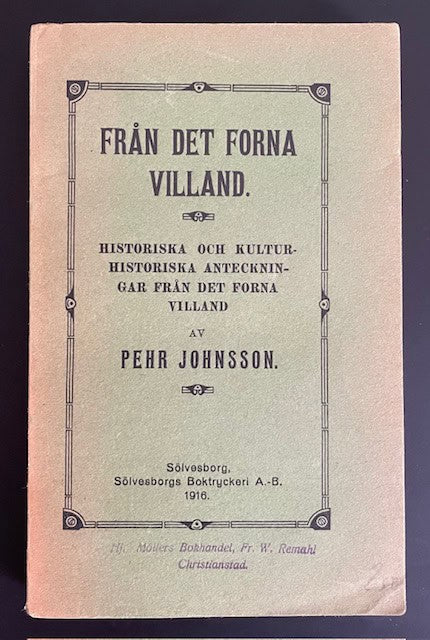 FRÅN DET FORNA
VILLAND.
HISTORISKA OCH KULTUR-
HISTORISKA ANTECKNIN-
GAR FRÅN DET FORNA
VILLAND
AV
PEHR JOHNSSON.
Sölvesborg,
Sölvesborgs Boktryckeri A.-B.
1916.
Hj. Möllers Bokhandel, Fr. W. Remahl
Christianstad.